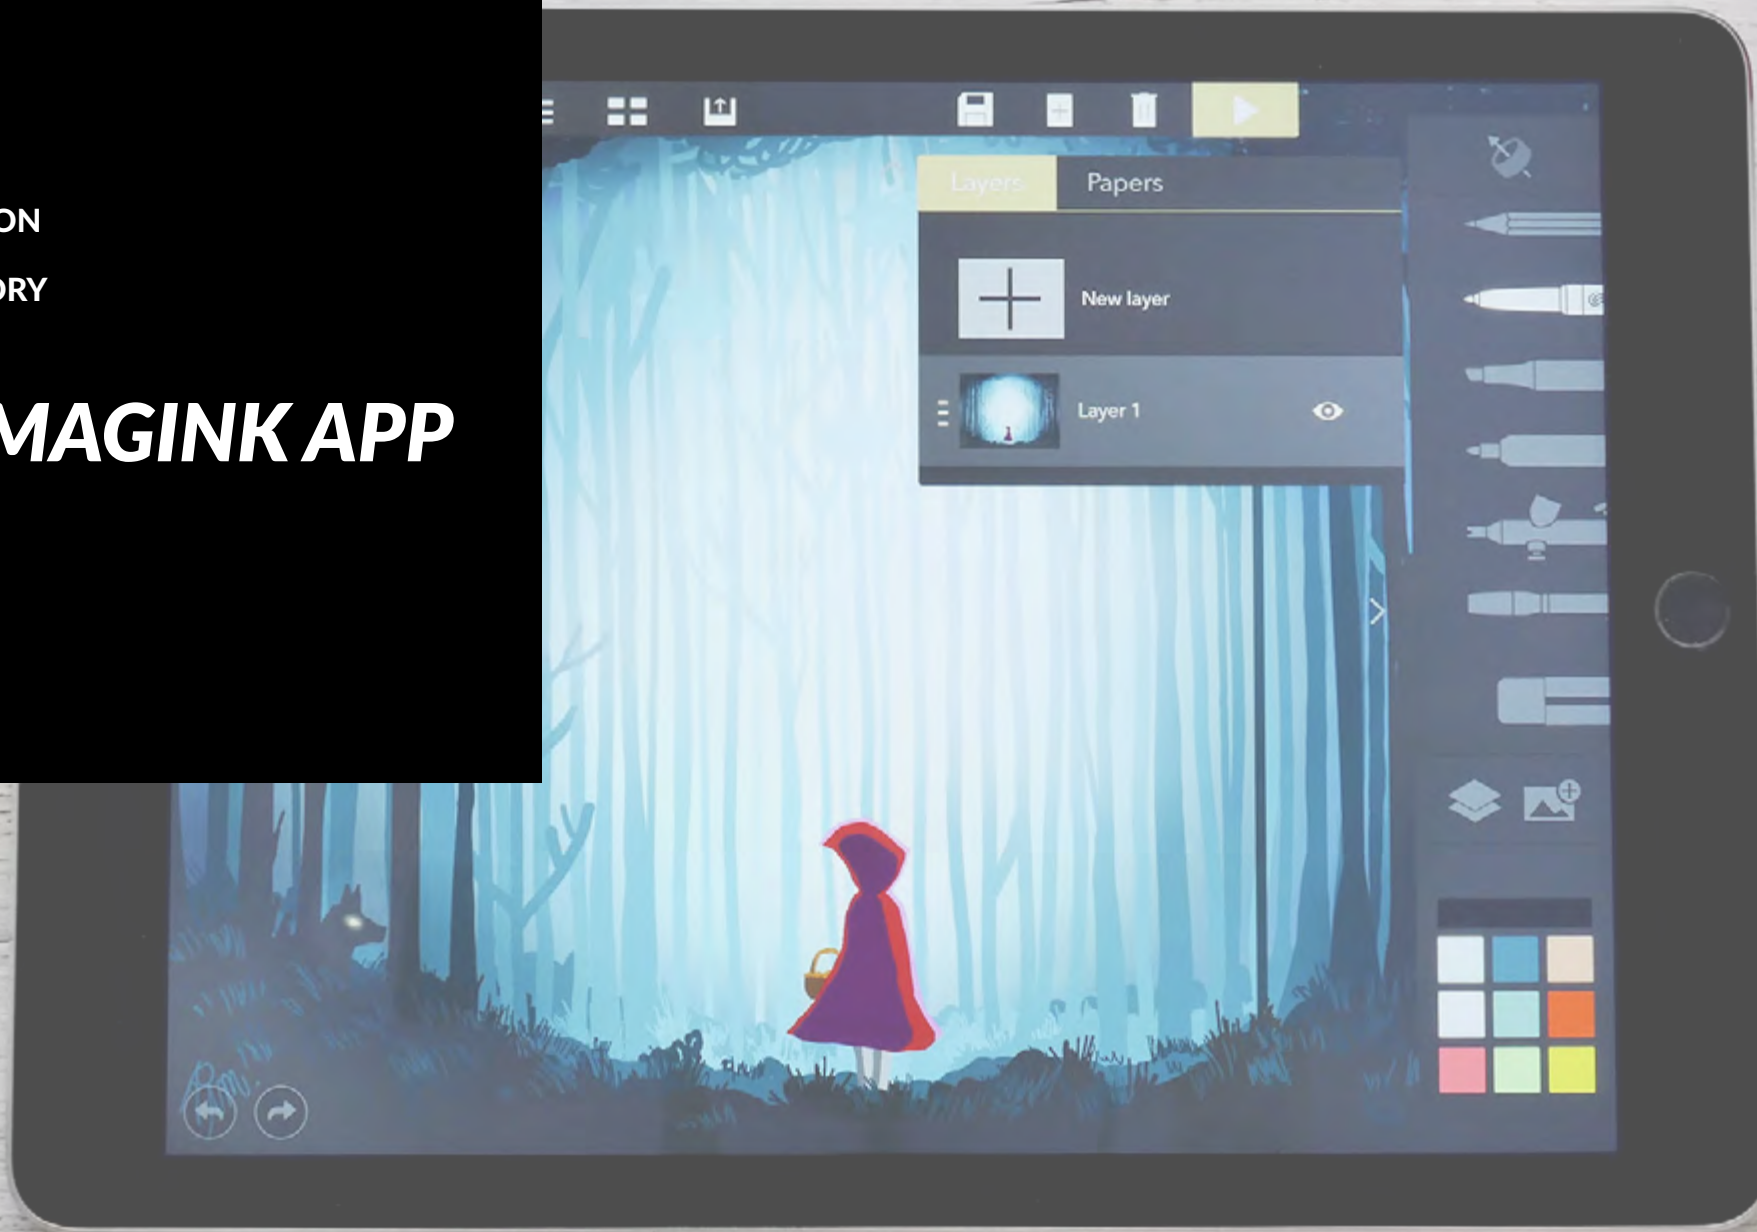 ON
ORY
MAGINK APP
Layers
Papers
New layer
Layer 1